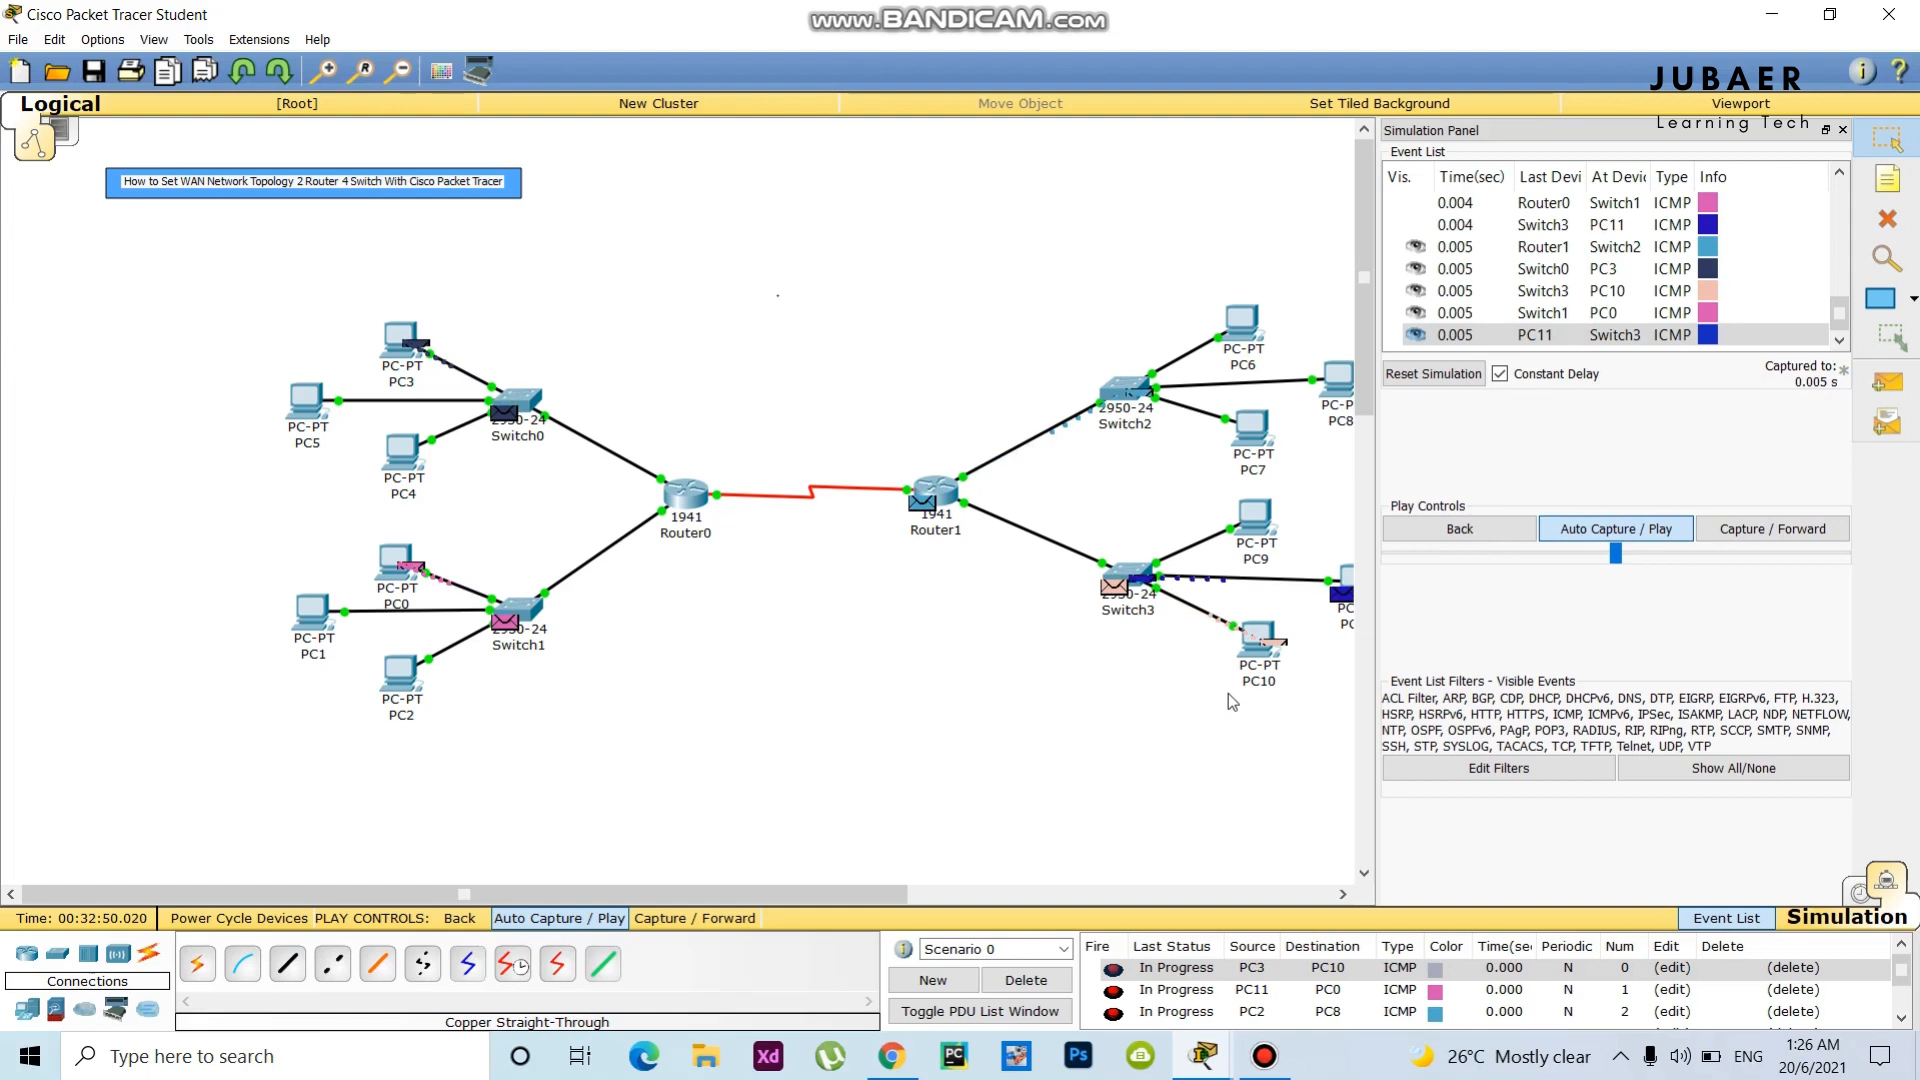 Cisco Packet Tracer Student
www.BANDICAM.com
File Edit Options View Tools Extensions Help
JUBAER
Learning Tech
Logical [Root] New Cluster Move Object Set Tiled Background Viewport
How to Set WAN Network Topology 2 Router 4 Switch With Cisco Packet Tracer
PC-PT
PC3
PC-PT
PC5
PC-PT
PC4
2950-24
Switch0
1941
Router0
PC-PT
PC0
PC-PT
PC1
PC-PT
PC2
2950-24
Switch1
1941
Router1
2950-24
Switch2
PC-PT
PC6
PC-P
PC8
PC-PT
PC7
PC-PT
PC9
2950-24
Switch3
PC
PC
PC-PT
PC10
Simulation Panel
Event List
Vis. Time(sec) Last Devi At Devic Type Info
0.004 Router0 Switch1 ICMP
0.004 Switch3 PC11 ICMP
0.005 Router1 Switch2 ICMP
0.005 Switch0 PC3 ICMP
0.005 Switch3 PC10 ICMP
0.005 Switch1 PC0 ICMP
0.005 PC11 Switch3 ICMP
Reset Simulation Constant Delay Captured to: *
0.005 s
Play Controls
Back Auto Capture / Play Capture / Forward
Event List Filters - Visible Events
ACL Filter, ARP, BGP, CDP, DHCP, DHCPv6, DNS, DTP, EIGRP, EIGRPv6, FTP, H.323,
HSRP, HSRPv6, HTTP, HTTPS, ICMP, ICMPv6, IPSec, ISAKMP, LACP, NDP, NETFLOW,
NTP, OSPF, OSPFv6, PAgP, POP3, RADIUS, RIP, RIPng, RTP, SCCP, SMTP, SNMP,
SSH, STP, SYSLOG, TACACS, TCP, TFTP, Telnet, UDP, VTP
Edit Filters Show All/None
Time: 00:32:50.020 Power Cycle Devices PLAY CONTROLS: Back Auto Capture / Play Capture / Forward Event List Simulation
Connections
Copper Straight-Through
Scenario 0
New Delete
Toggle PDU List Window
Fire Last Status Source Destination Type Color Time(sec Periodic Num Edit Delete
In Progress PC3 PC10 ICMP 0.000 N 0 (edit) (delete)
In Progress PC11 PC0 ICMP 0.000 N 1 (edit) (delete)
In Progress PC2 PC8 ICMP 0.000 N 2 (edit) (delete)
Type here to search
Xd
PC
Ps
26°C Mostly clear ENG
1:26 AM
20/6/2021